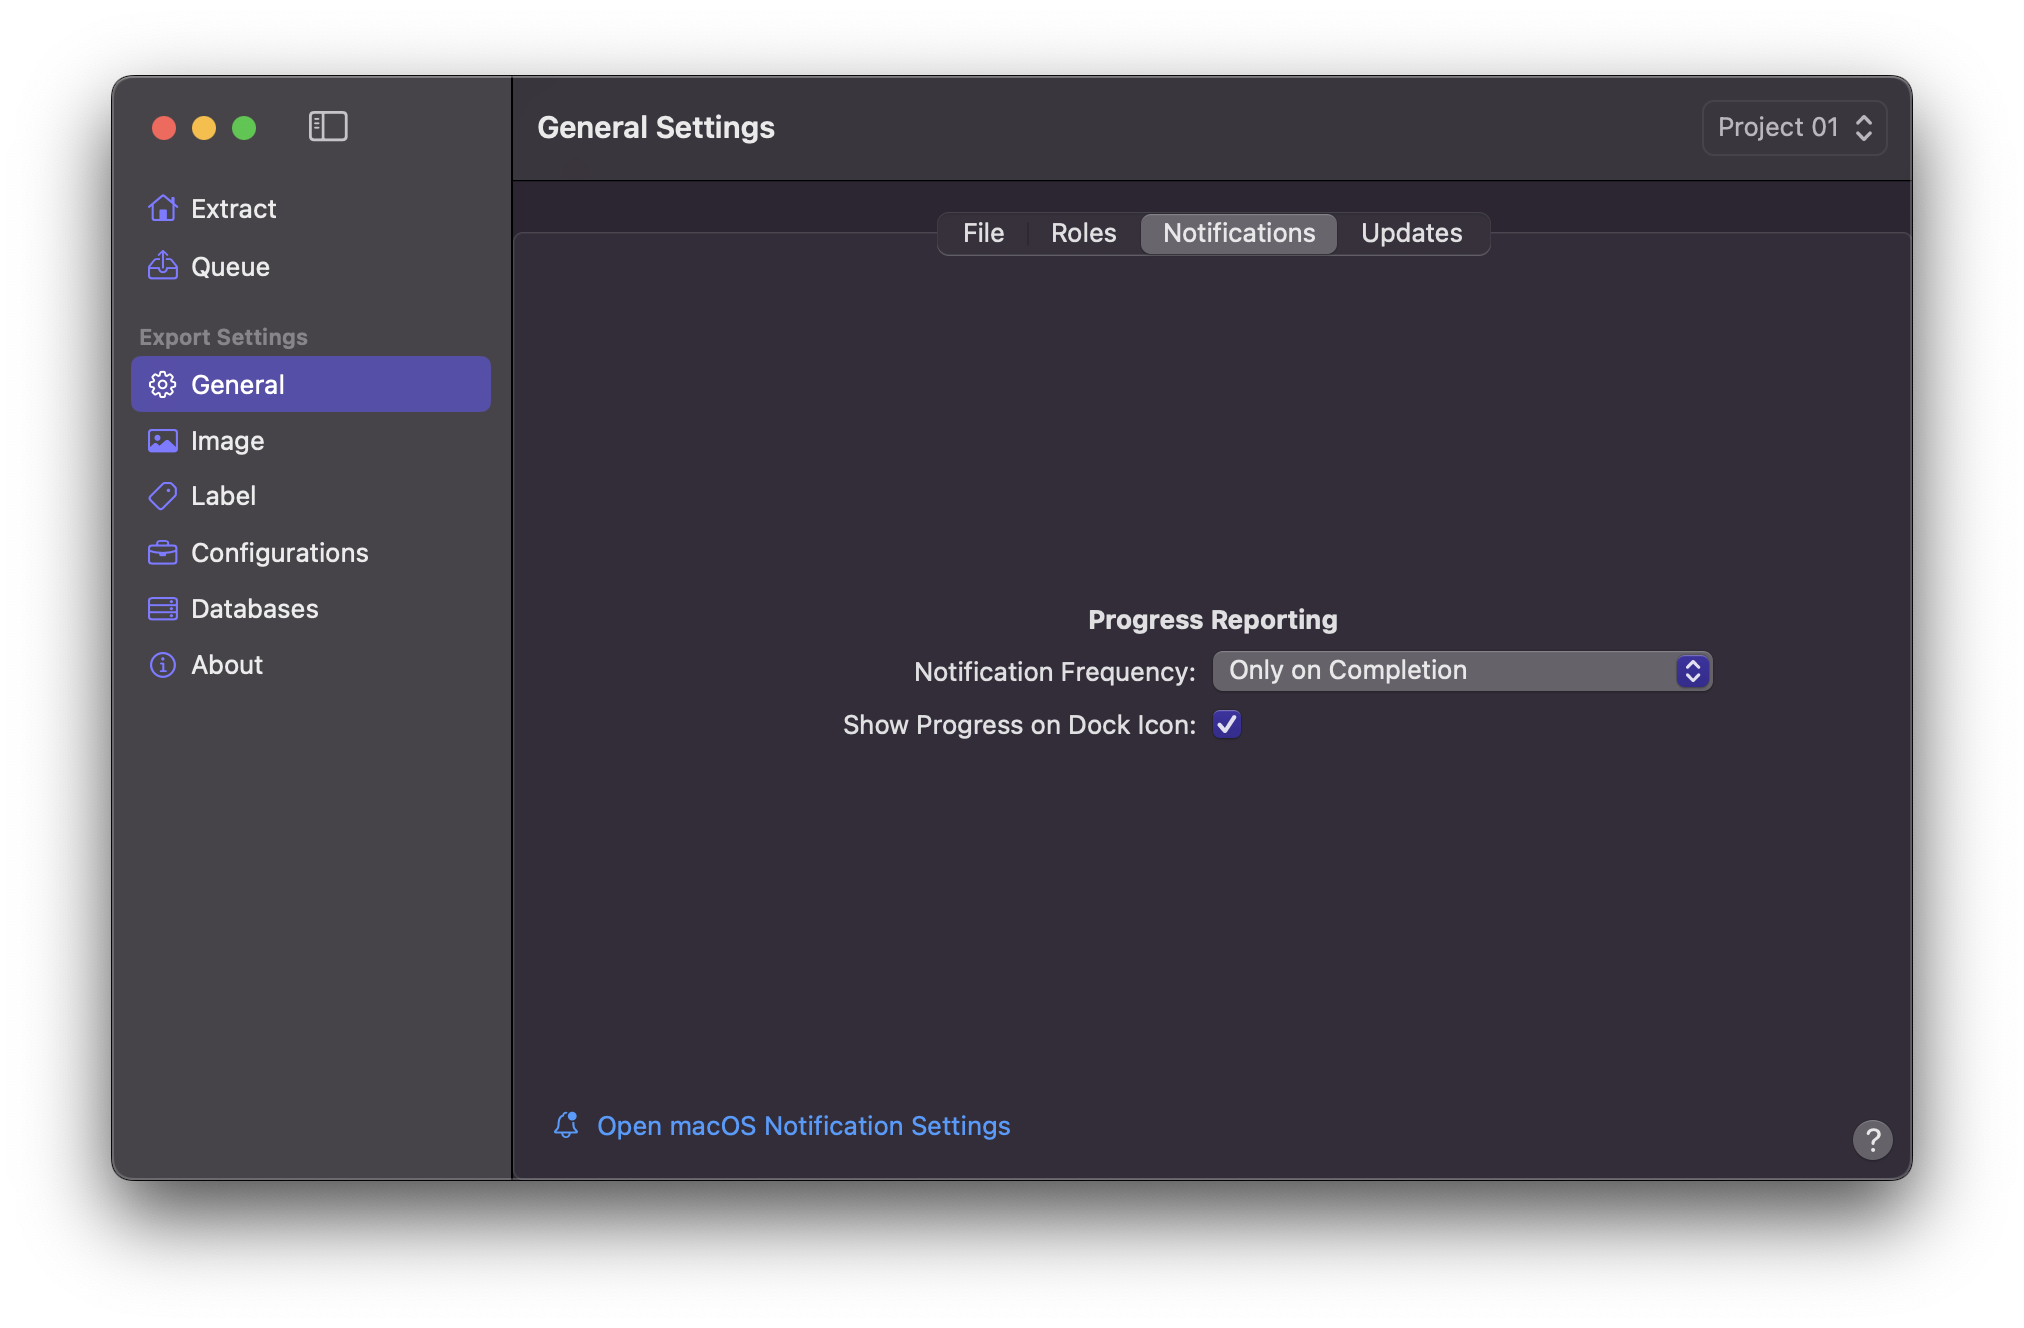 General Settings
Project 01
Extract
Queue
Export Settings
General
Image
Label
Configurations
Databases
About
File
Roles
Notifications
Updates
Progress Reporting
Notification Frequency: Only on Completion
Show Progress on Dock Icon:
Open macOS Notification Settings
?